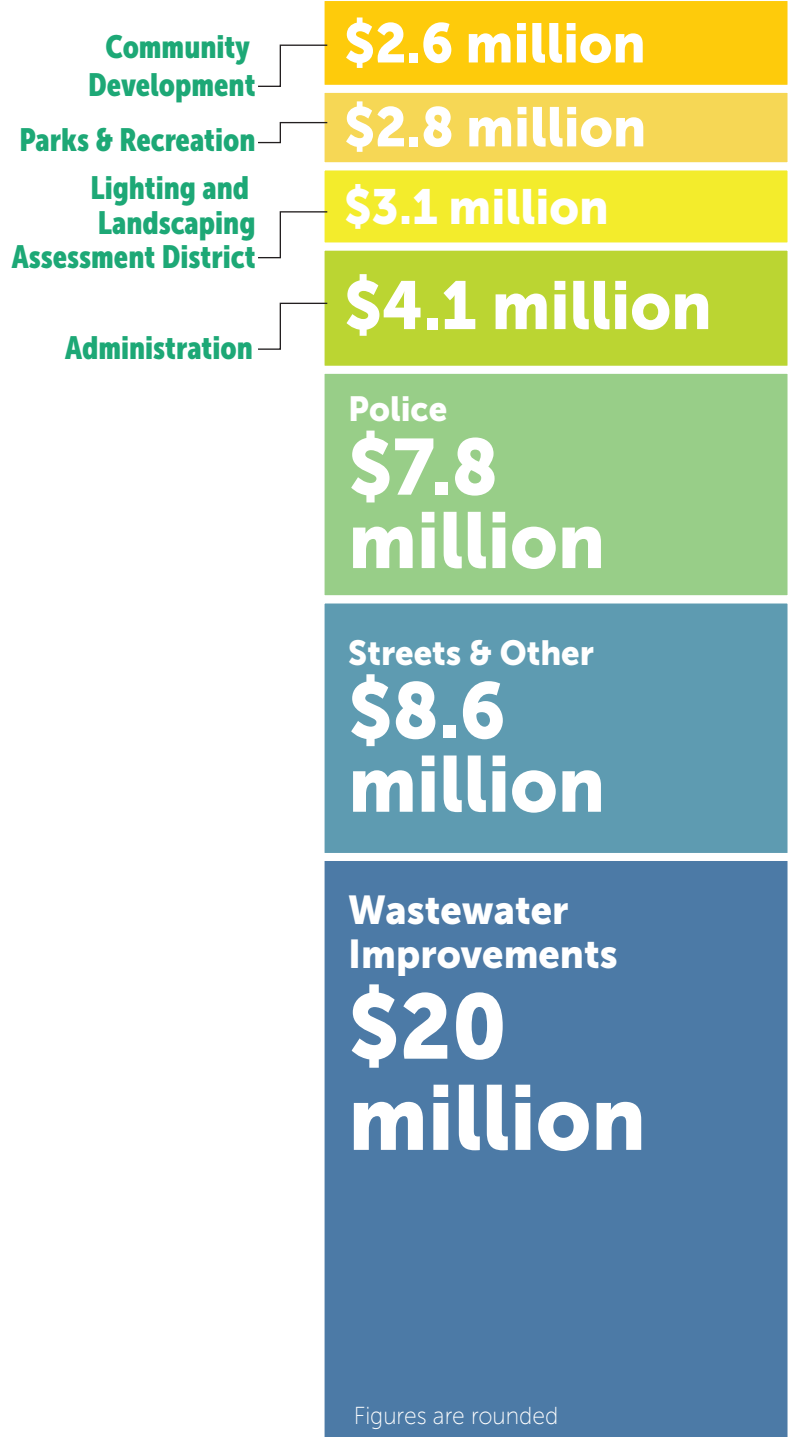 Community
Development
$2.6 million
Parks & Recreation
$2.8 million
Lighting and
Landscaping
Assessment District
$3.1 million
Administration
$4.1 million
Police
$7.8
million
Streets & Other
$8.6
million
Wastewater
Improvements
$20
million
Figures are rounded